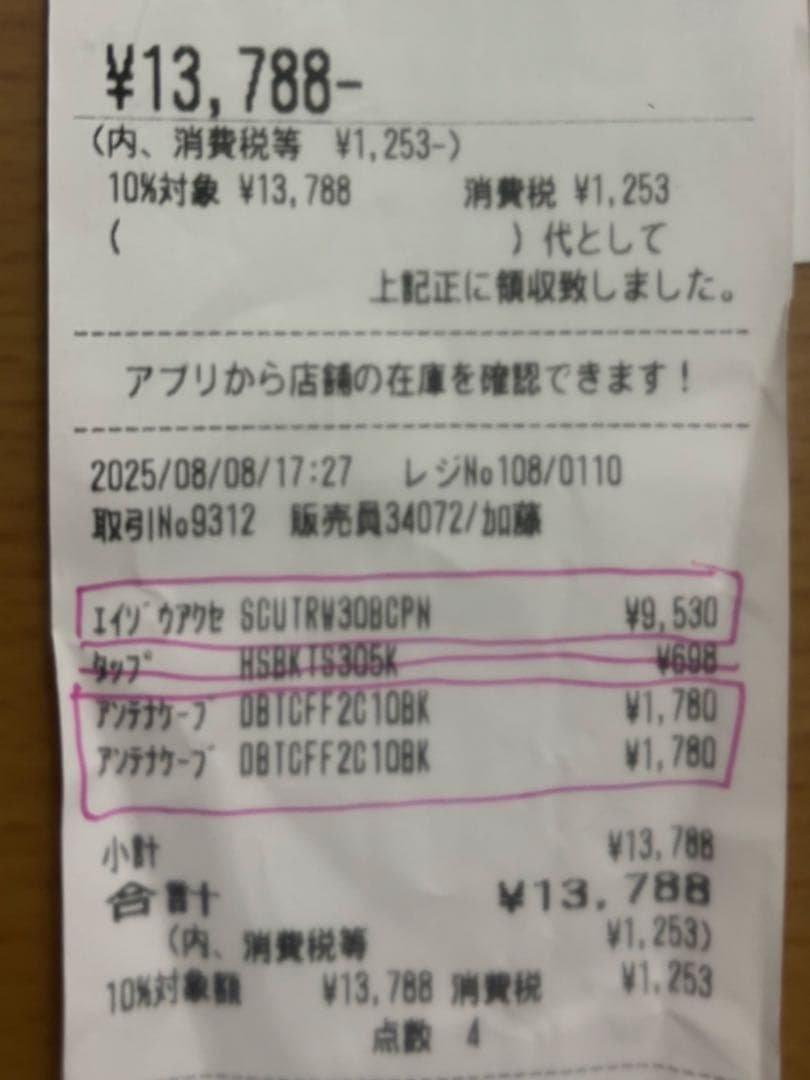 ¥13,788-
(内、消費税等 ¥1,253-)
10%対象 ¥13,788 消費税 ¥1,253
( ) 代として
上記正に領収致しました。
アプリから店舗の在庫を確認できます!
2025/08/08/17:27 レジNo108/0110
取引No9312 販売員34072/加藤
エイゾウアクセ SCUTRW30BCPN ¥9,530
タップ HSBKTS305K ¥698
アンテナケーブ DBTCFF2C10BK ¥1,780
アンテナケーブ DBTCFF2C10BK ¥1,780
小計 ¥13,788
合計 ¥13,788
(内、消費税等 ¥1,253)
10%対象額 ¥13,788 消費税 ¥1,253
点数 4